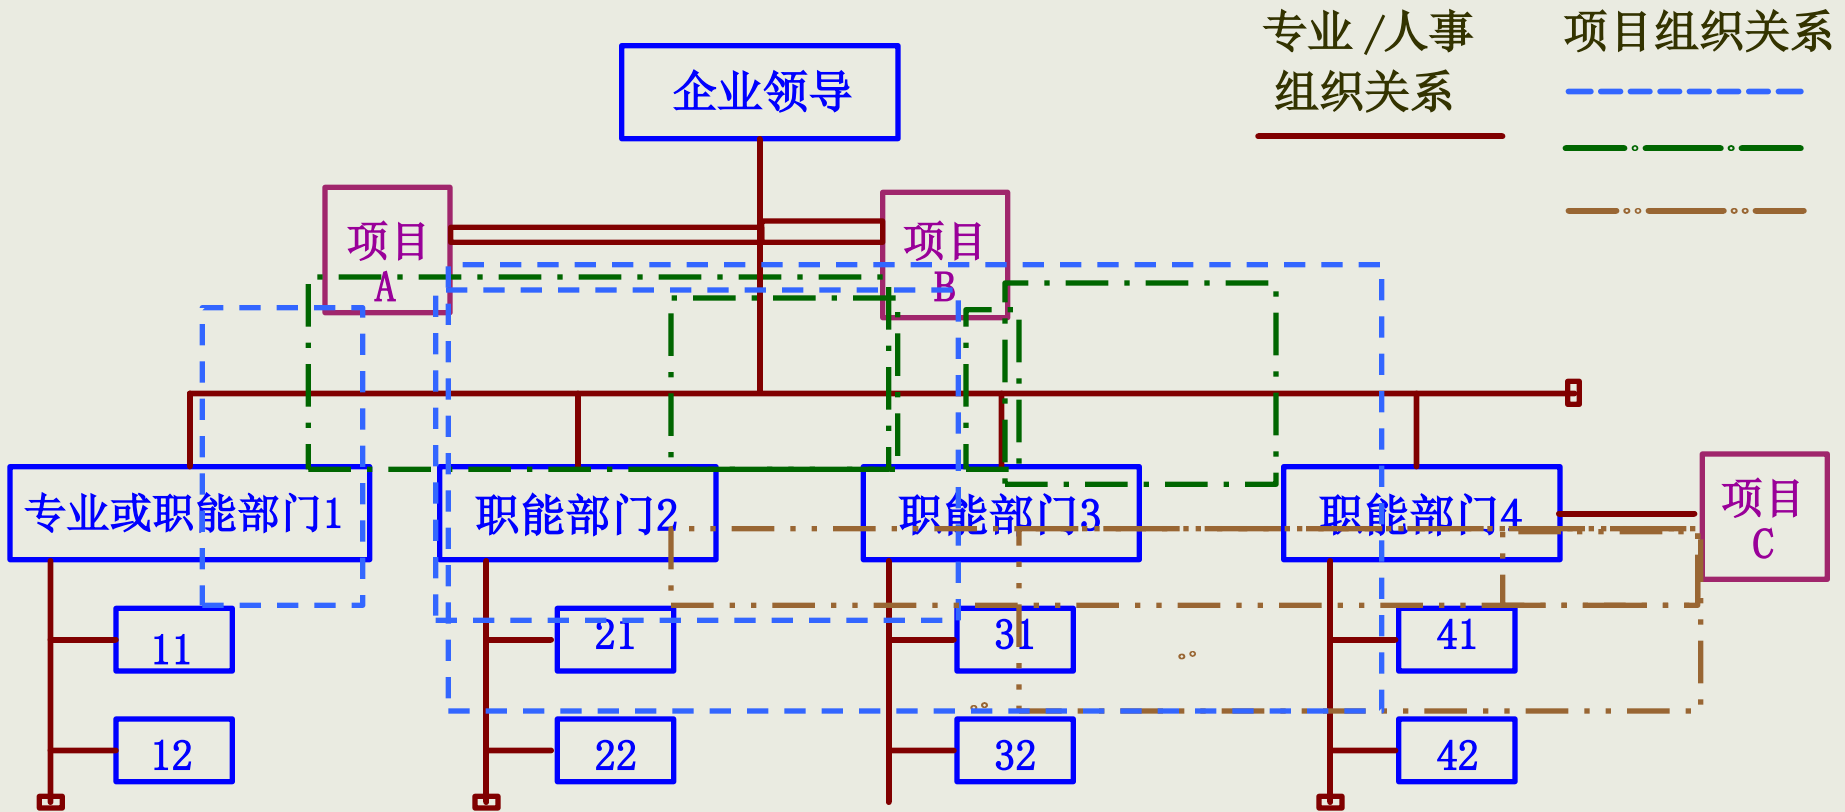 专业/人事
组织关系
项目组织关系
企业领导
项目
A
项目
B
专业或职能部门1
职能部门2
职能部门3
职能部门4
项目
C
11
21
31
41
12
22
32
42